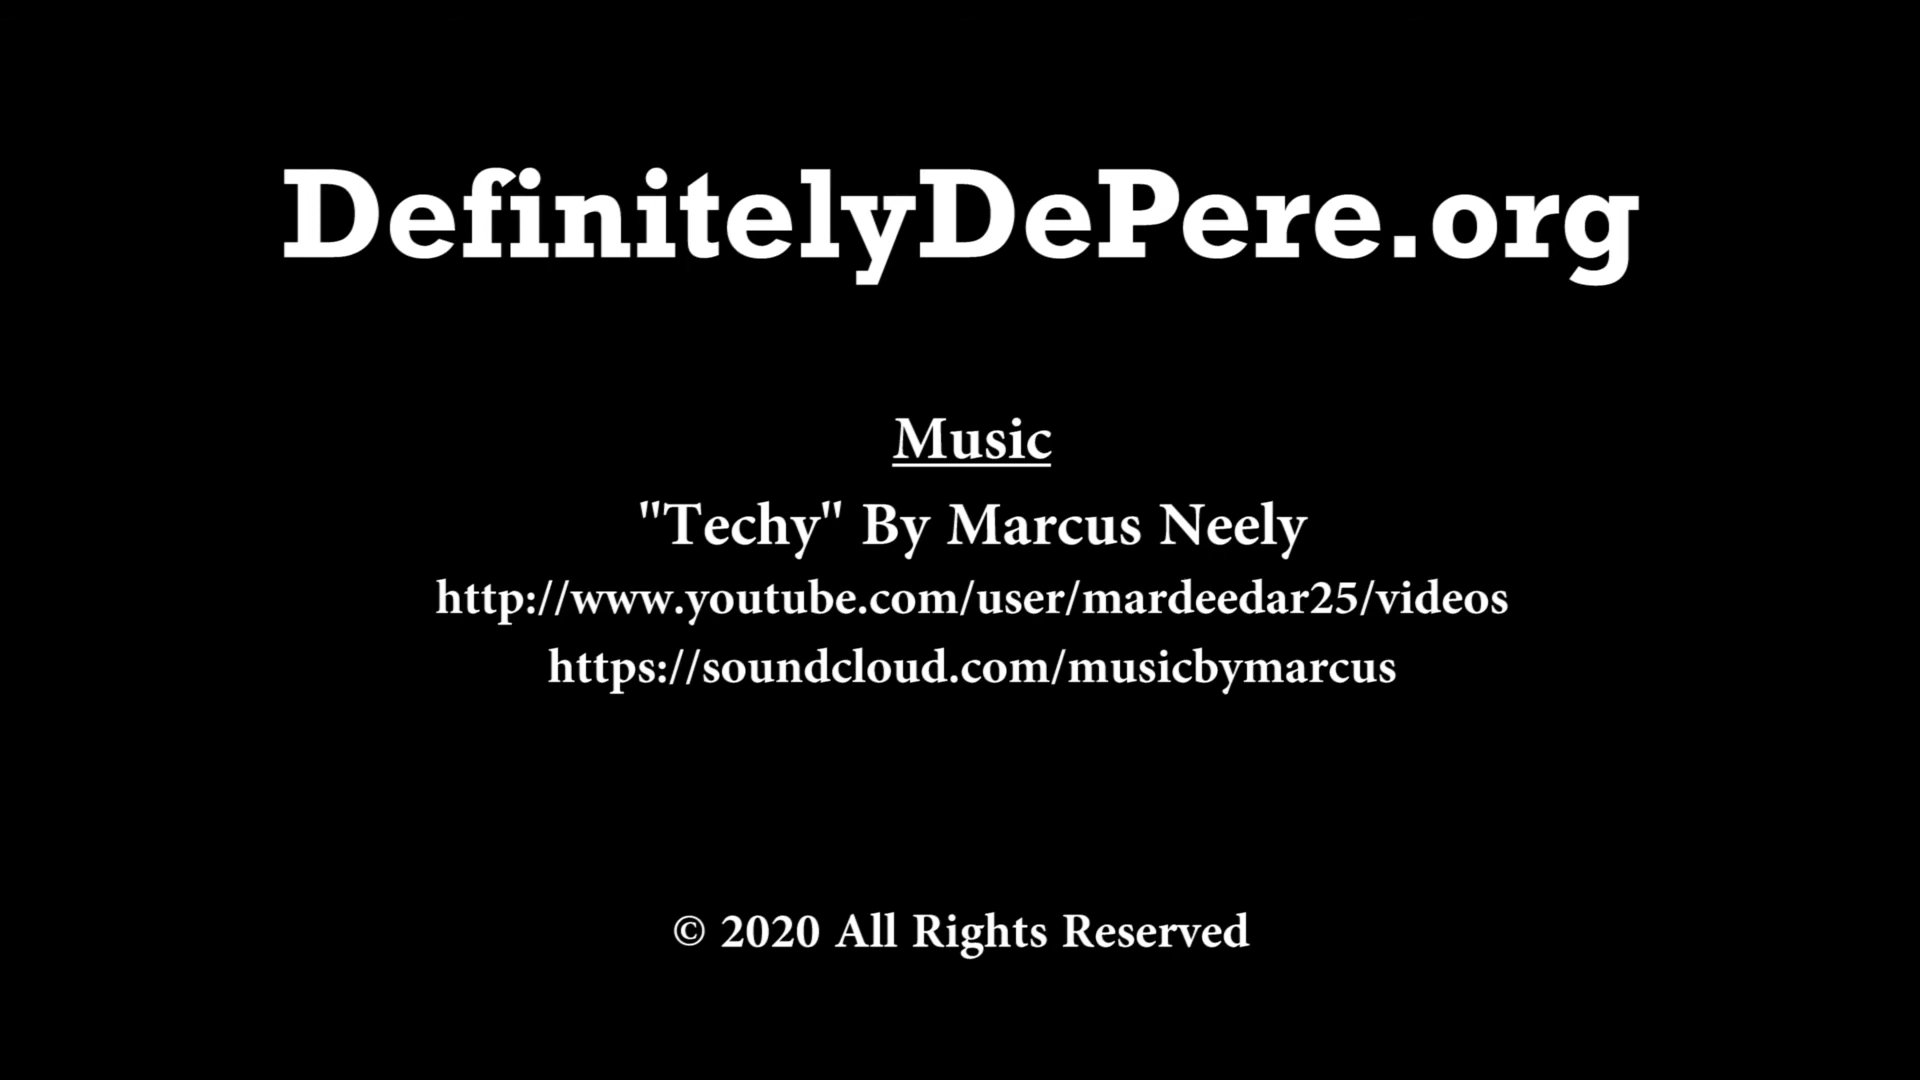 DefinitelyDePere.org
Music
"Techy" By Marcus Neely
http://www.youtube.com/user/mardeedar25/videos
https://soundcloud.com/musicbymarcus
© 2020 All Rights Reserved